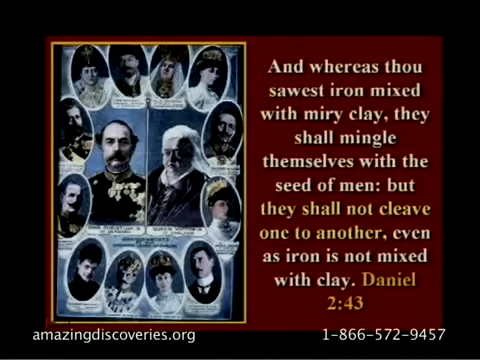 And whereas thou
sawest iron mixed
with miry clay, they
shall mingle
themselves with the
seed of men: but
they shall not cleave
one to another, even
as iron is not mixed
with clay. Daniel
2:43
amazingdiscoveries.org
1-866-572-9457